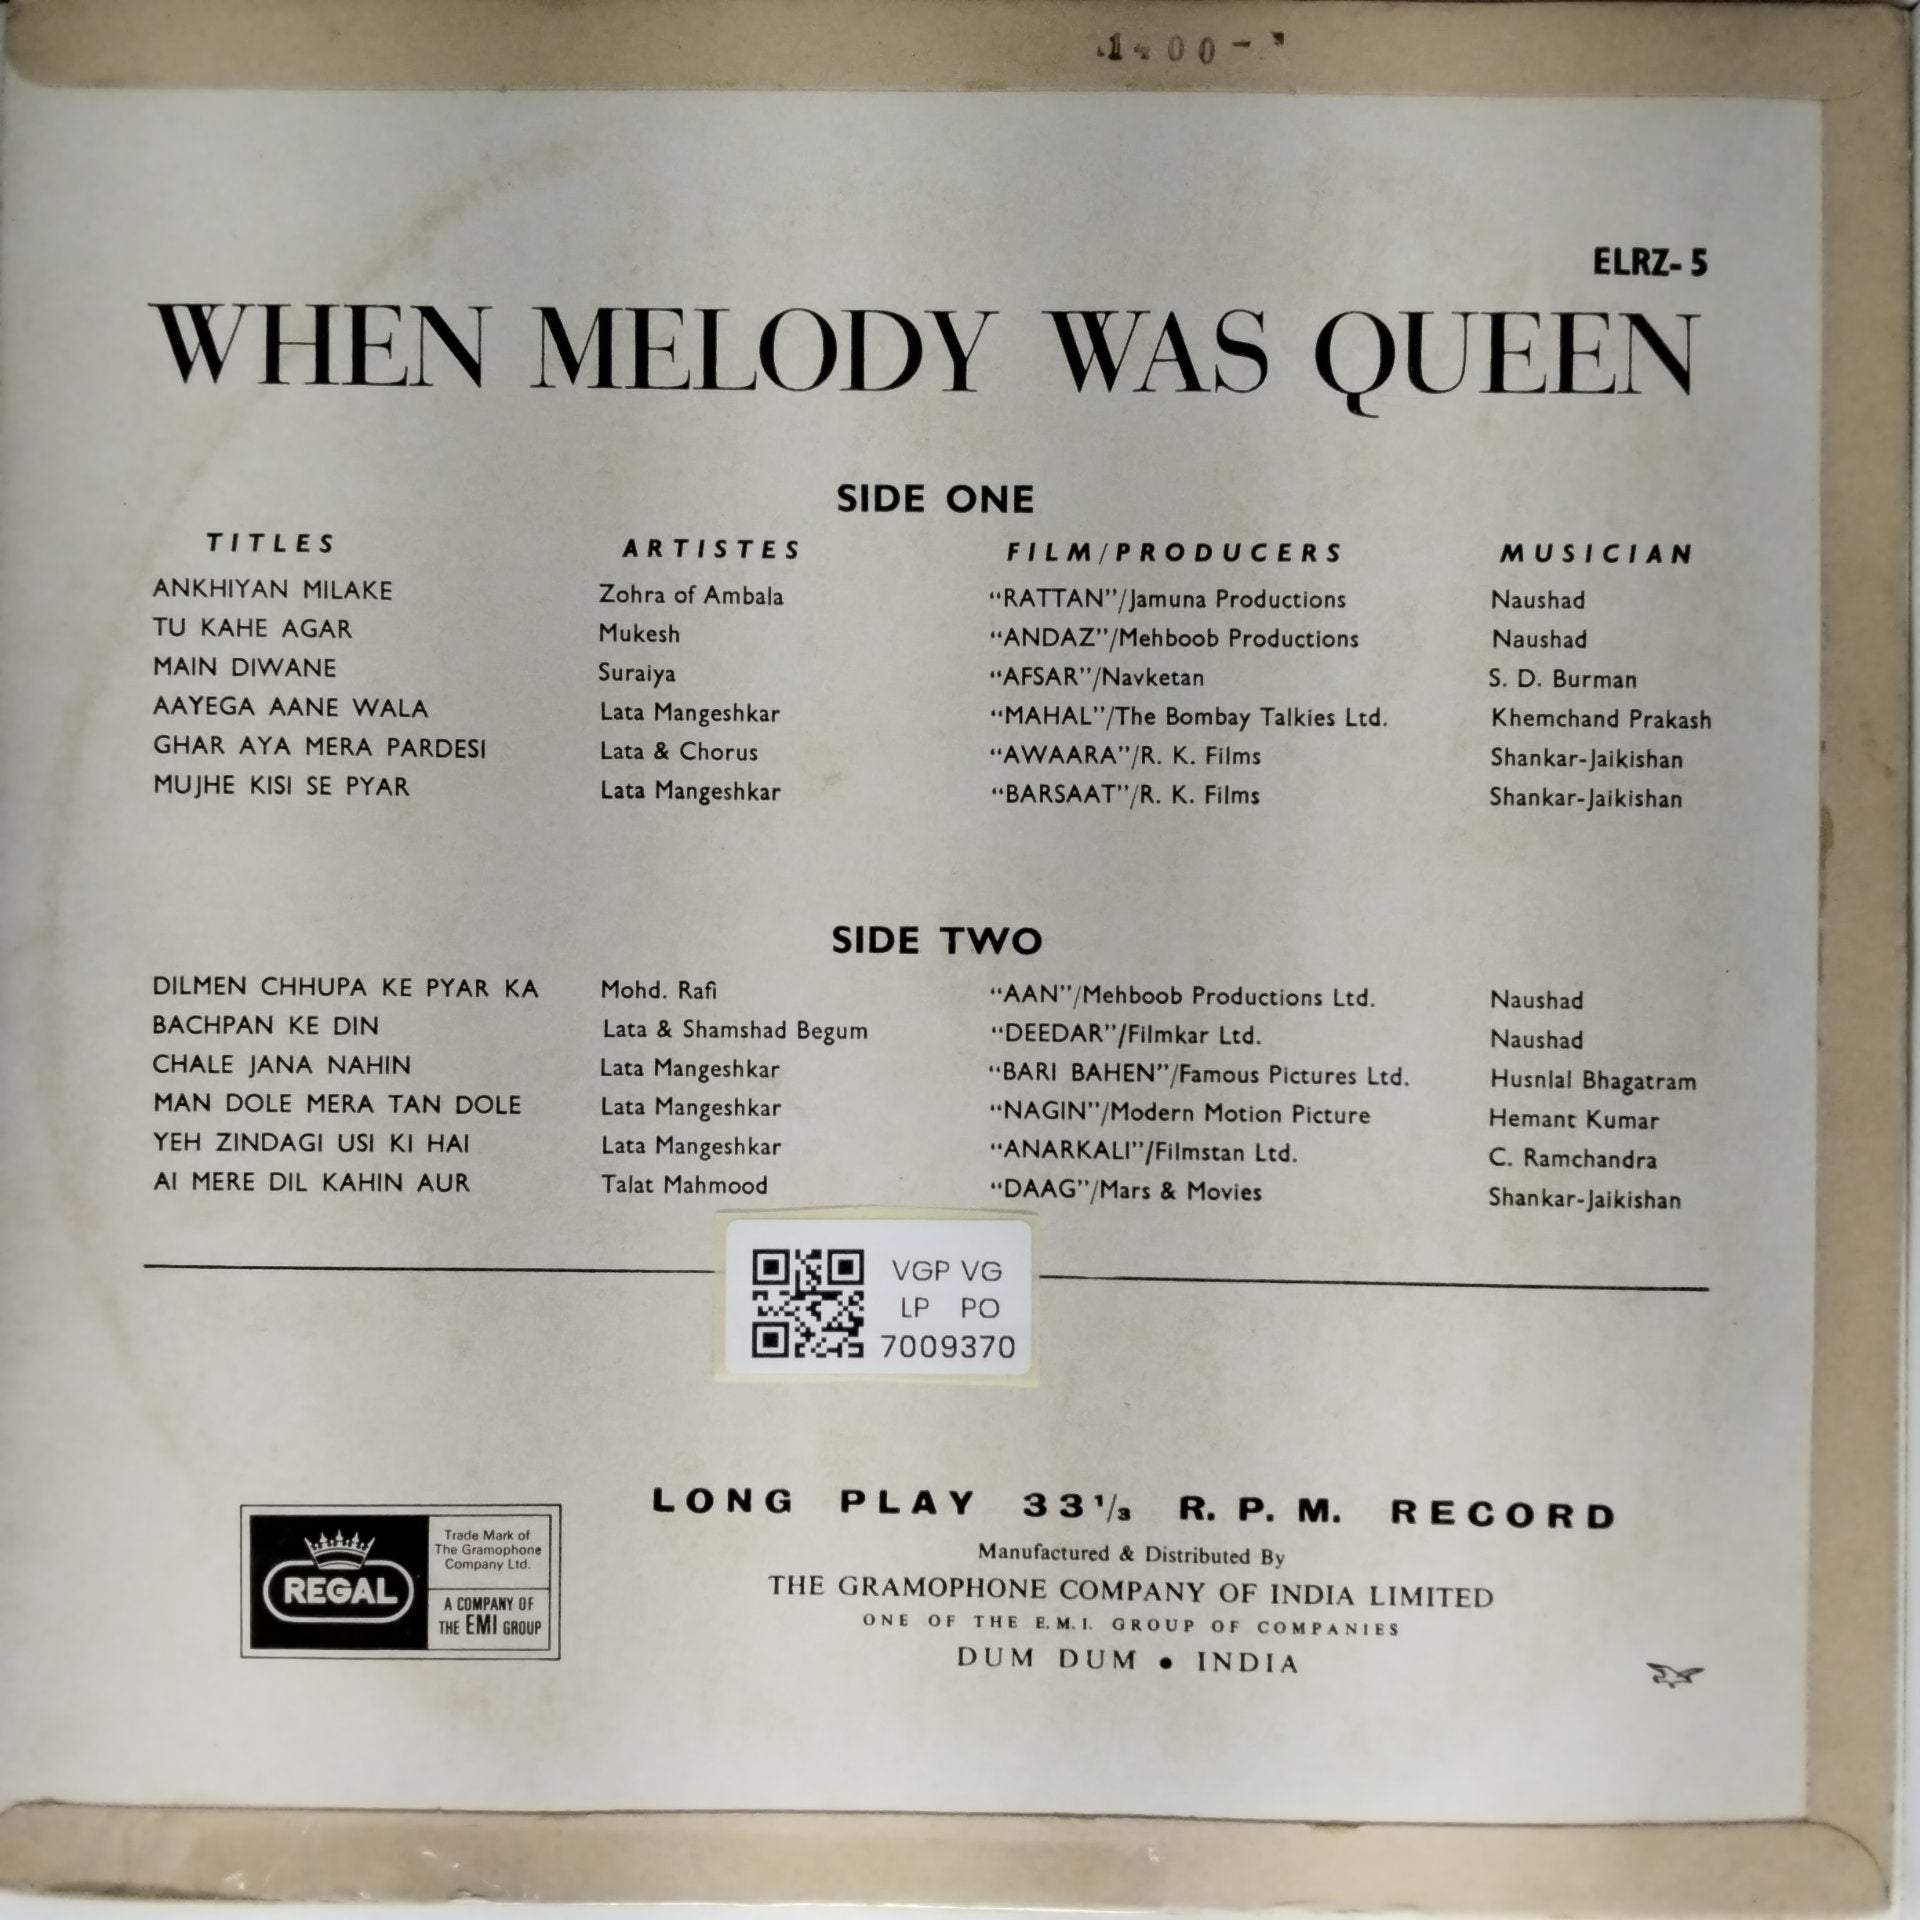 1400-
ELRZ-5
WHEN MELODY WAS QUEEN
SIDE ONE
TITLES ARTISTES FILM/PRODUCERS MUSICIAN
ANKHIYAN MILAKE Zohra of Ambala "RATTAN"/Jamuna Productions Naushad
TU KAHE AGAR Mukesh "ANDAZ"/Mehboob Productions Naushad
MAIN DIWANE Suraiya "AFSAR"/Navketan S. D. Burman
AAYEGA AANE WALA Lata Mangeshkar "MAHAL"/The Bombay Talkies Ltd. Khemchand Prakash
GHAR AYA MERA PARDESI Lata & Chorus "AWAARA"/R. K. Films Shankar-Jaikishan
MUJHE KISI SE PYAR Lata Mangeshkar "BARSAAT"/R. K. Films Shankar-Jaikishan
SIDE TWO
DILMEN CHHUPA KE PYAR KA Mohd. Rafi "AAN"/Mehboob Productions Ltd. Naushad
BACHPAN KE DIN Lata & Shamshad Begum "DEEDAR"/Filmkar Ltd. Naushad
CHALE JANA NAHIN Lata Mangeshkar "BARI BAHEN"/Famous Pictures Ltd. Husnlal Bhagatram
MAN DOLE MERA TAN DOLE Lata Mangeshkar "NAGIN"/Modern Motion Picture Hemant Kumar
YEH ZINDAGI USI KI HAI Lata Mangeshkar "ANARKALI"/Filmstan Ltd. C. Ramchandra
AI MERE DIL KAHIN AUR Talat Mahmood "DAAG"/Mars & Movies Shankar-Jaikishan
VGP VG
LP PO
7009370
LONG PLAY 33 1/3 R. P. M. RECORD
Manufactured & Distributed By
THE GRAMOPHONE COMPANY OF INDIA LIMITED
ONE OF THE E.M.I. GROUP OF COMPANIES
DUM DUM • INDIA
REGAL
Trade Mark of
The Gramophone
Company Ltd.
A COMPANY OF
THE EMI GROUP